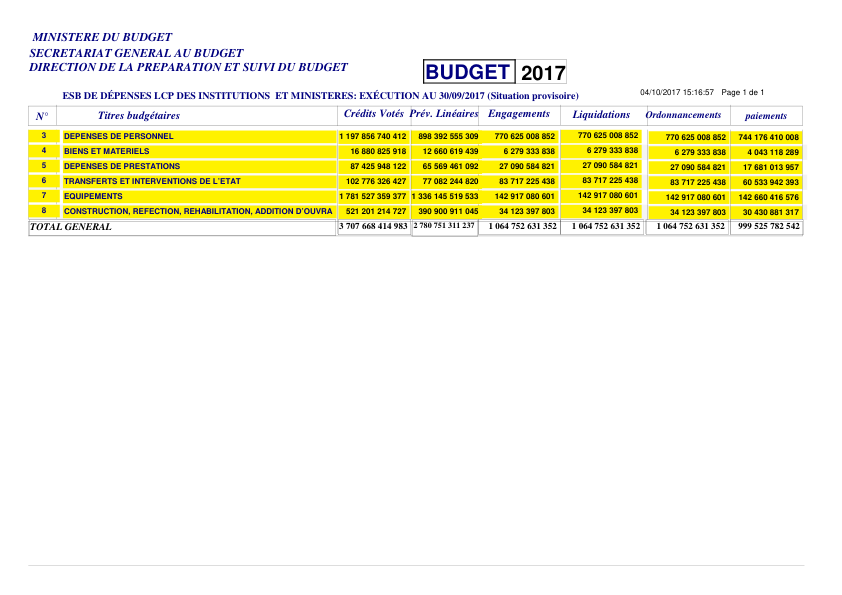 MINISTERE DU BUDGET
SECRETARIAT GENERAL AU BUDGET
DIRECTION DE LA PREPARATION ET SUIVI DU BUDGET
BUDGET 2017
ESB DE DÉPENSES LCP DES INSTITUTIONS ET MINISTERES: EXÉCUTION AU 30/09/2017 (Situation provisoire) 04/10/2017 15:16:57 Page 1 de 1
N° Titres budgétaires Crédits Votés Prév. Linéaires Engagements Liquidations Ordonnancements paiements
3 DEPENSES DE PERSONNEL 1 197 856 740 412 898 392 555 309 770 625 008 852 770 625 008 852 770 625 008 852 744 176 410 008
4 BIENS ET MATERIELS 16 880 825 918 12 660 619 439 6 279 333 838 6 279 333 838 6 279 333 838 4 043 118 289
5 DEPENSES DE PRESTATIONS 87 425 948 122 65 569 461 092 27 090 584 821 27 090 584 821 27 090 584 821 17 681 013 957
6 TRANSFERTS ET INTERVENTIONS DE L'ETAT 102 776 326 427 77 082 244 820 83 717 225 438 83 717 225 438 83 717 225 438 60 533 942 393
7 EQUIPEMENTS 1 781 527 359 377 1 336 145 519 533 142 917 080 601 142 917 080 601 142 917 080 601 142 660 416 576
8 CONSTRUCTION, REFECTION, REHABILITATION, ADDITION D'OUVRA 521 201 214 727 390 900 911 045 34 123 397 803 34 123 397 803 34 123 397 803 30 430 881 317
TOTAL GENERAL 3 707 668 414 983 2 780 751 311 237 1 064 752 631 352 1 064 752 631 352 1 064 752 631 352 999 525 782 542